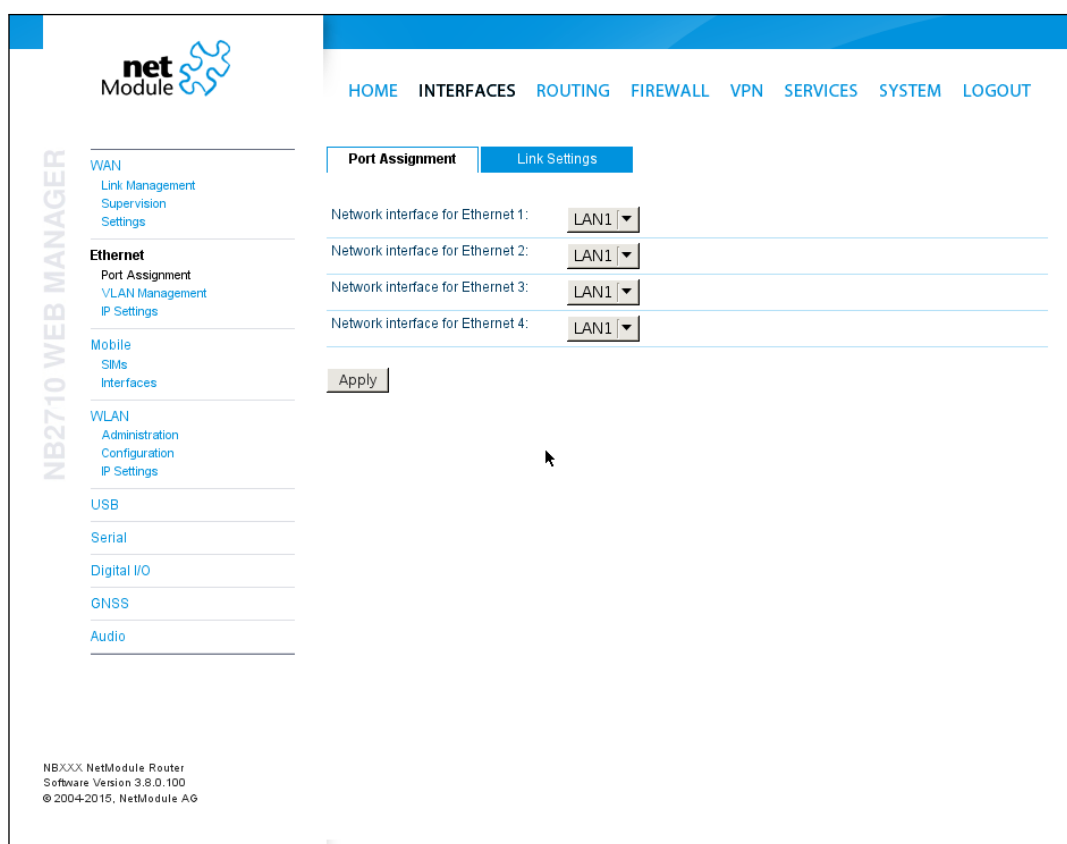 net
Module
HOME INTERFACES ROUTING FIREWALL VPN SERVICES SYSTEM LOGOUT
NB2710 WEB MANAGER
WAN
Link Management
Supervision
Settings
Ethernet
Port Assignment
VLAN Management
IP Settings
Mobile
SIMs
Interfaces
WLAN
Administration
Configuration
IP Settings
USB
Serial
Digital I/O
GNSS
Audio
Port Assignment Link Settings
Network interface for Ethernet 1: LAN1
Network interface for Ethernet 2: LAN1
Network interface for Ethernet 3: LAN1
Network interface for Ethernet 4: LAN1
Apply
NBXXX NetModule Router
Software Version 3.8.0.100
© 2004-2015, NetModule AG